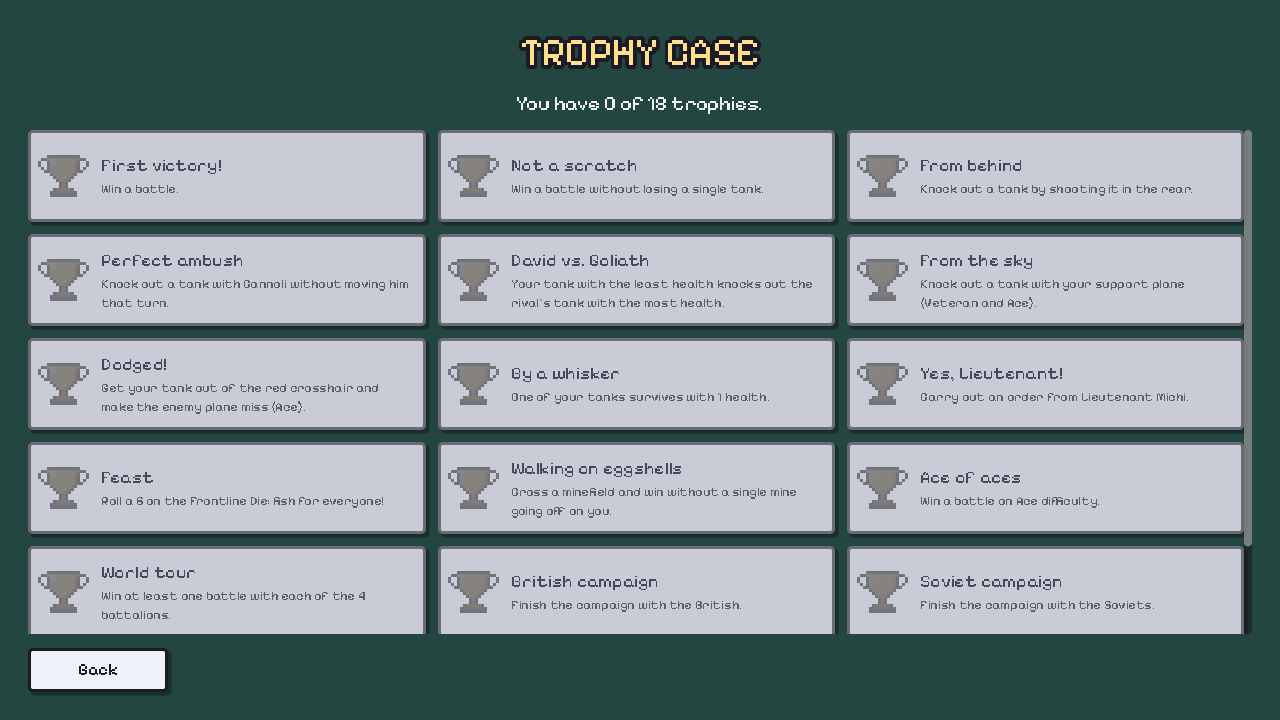 TROPHY CASE
You have 0 of 18 trophies.
First victory!
Win a battle.
Not a scratch
Win a battle without losing a single tank.
From behind
Knock out a tank by shooting it in the rear.
Perfect ambush
Knock out a tank with Cannoli without moving him
that turn.
David vs. Goliath
Your tank with the least health knocks out the
rival's tank with the most health.
From the sky
Knock out a tank with your support plane
(Veteran and Ace).
Dodged!
Get your tank out of the red crosshair and
make the enemy plane miss (Ace).
By a whisker
One of your tanks survives with 1 health.
Yes, Lieutenant!
Carry out an order from Lieutenant Michi.
Feast
Roll a 6 on the Frontline Die: fish for everyone!
Walking on eggshells
Cross a minefield and win without a single mine
going off on you.
Ace of aces
Win a battle on Ace difficulty.
World tour
Win at least one battle with each of the 4
battalions.
British campaign
Finish the campaign with the British.
Soviet campaign
Finish the campaign with the Soviets.
Back